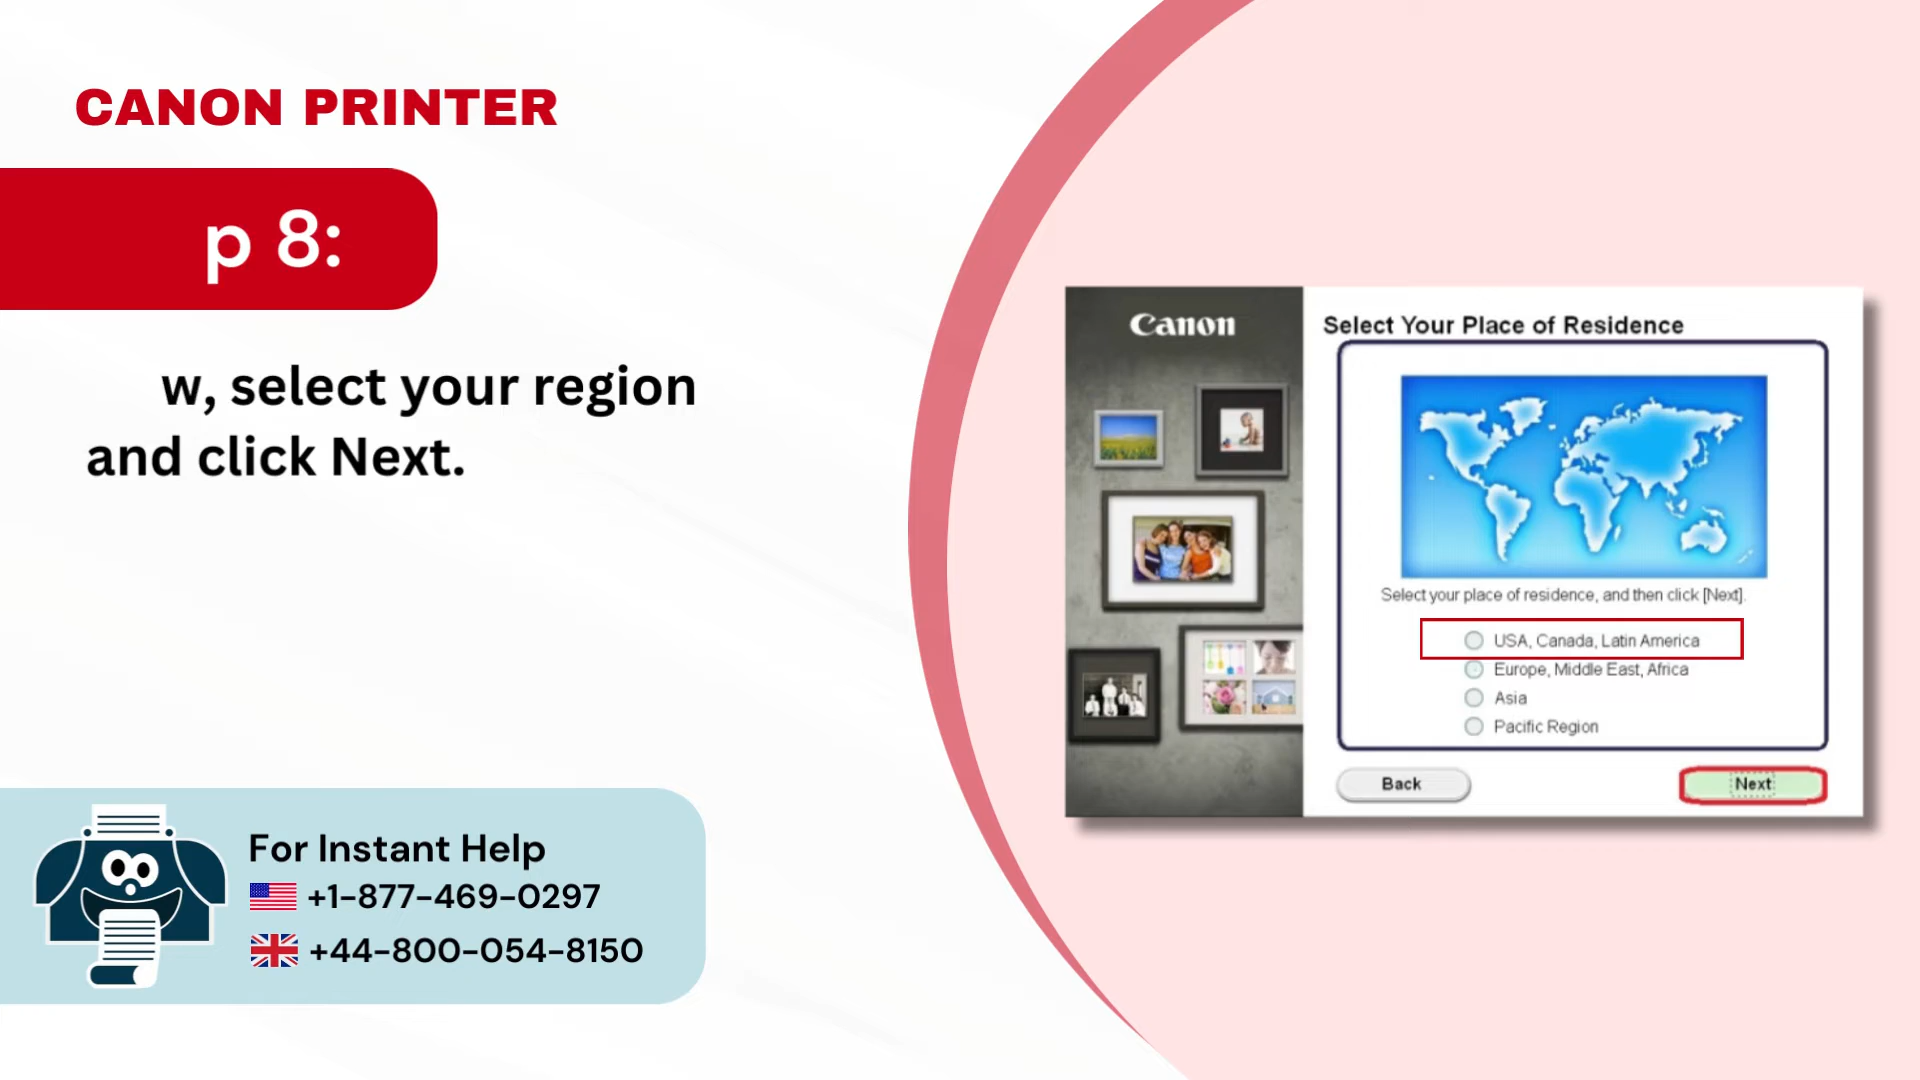 CANON PRINTER
p 8:
w, select your region
and click Next.
For Instant Help
+1-877-469-0297
+44-800-054-8150
Canon
Select Your Place of Residence
Select your place of residence, and then click [Next].
USA, Canada, Latin America
Europe, Middle East, Africa
Asia
Pacific Region
Back
Next